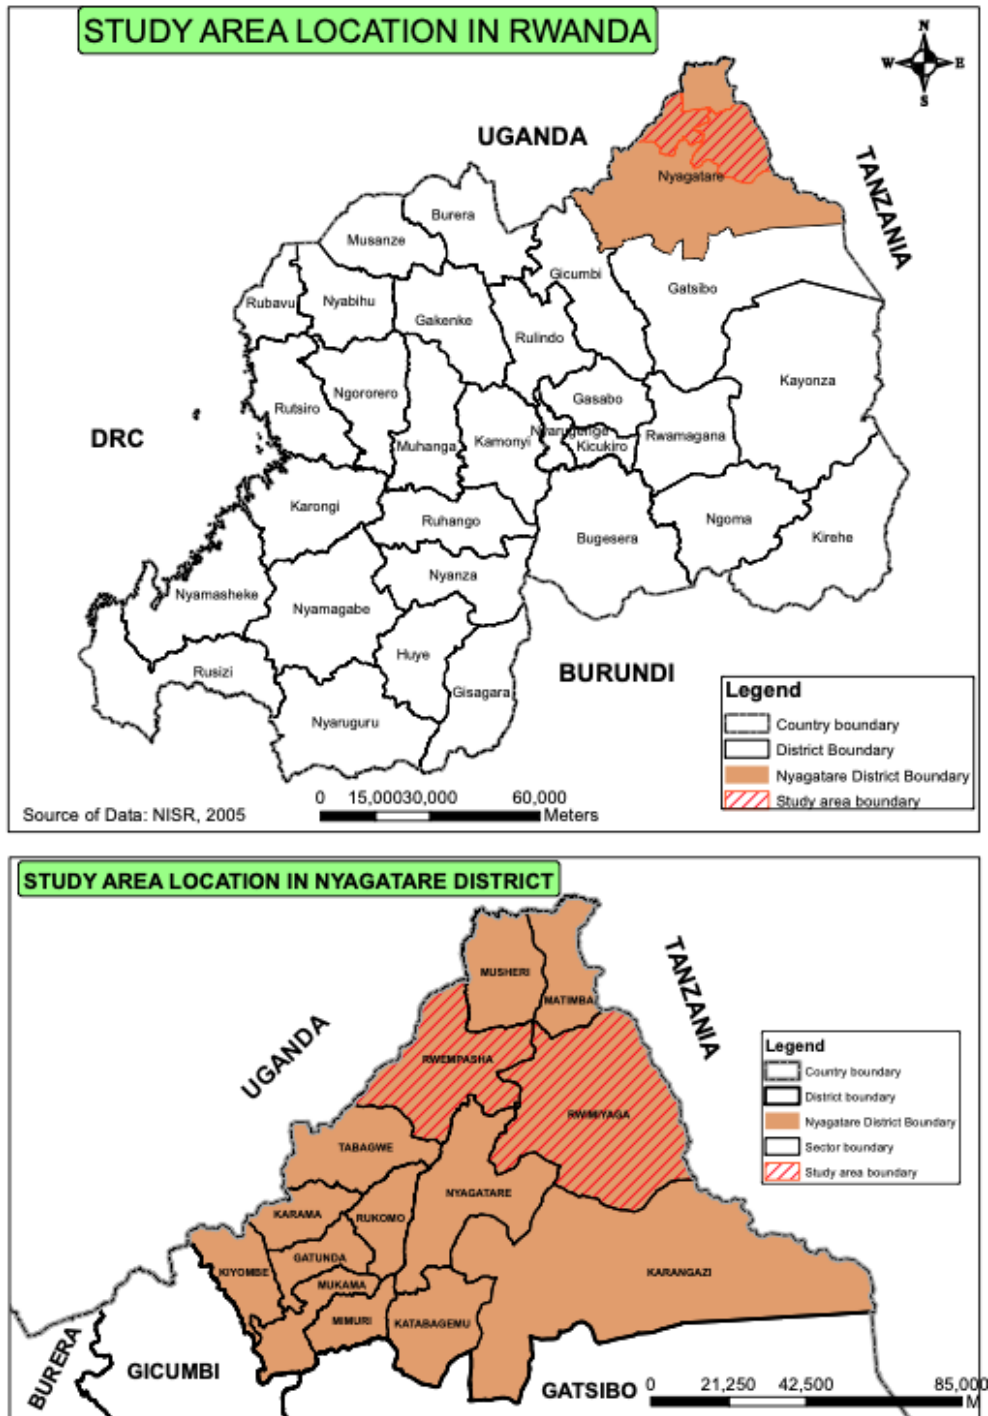 STUDY AREA LOCATION IN RWANDA
N
W E
S
UGANDA
TANZANIA
Nyagatare
Burera
Musanze
Gicumbi
Gatsibo
Rubavu
Nyabihu
Gakenke
Rulindo
Kayonza
Ngororero
Gasabo
Rutsiro
DRC
Muhanga
Kamonyi
Nyarugenge
Kicukiro
Rwamagana
Karongi
Ruhango
Ngoma
Bugesera
Kirehe
Nyanza
Nyamasheke
Nyamagabe
Huye
Rusizi
Gisagara
BURUNDI
Nyaruguru
Legend
Country boundary
District Boundary
Nyagatare District Boundary
Study area boundary
Source of Data: NISR, 2005
0 15,000 30,000 60,000
Meters
STUDY AREA LOCATION IN NYAGATARE DISTRICT
UGANDA
TANZANIA
MUSHERI
MATIMBA
RWEMPASHA
RWIMIYAGA
TABAGWE
NYAGATARE
KARAMA
RUKOMO
GATUNDA
KIYOMBE
KARANGAZI
MUKAMA
MIMURI
KATABAGEMU
BURERA
GICUMBI
GATSIBO
Legend
Country boundary
District boundary
Nyagatare District Boundary
Sector boundary
Study area boundary
0 21,250 42,500 85,000
M